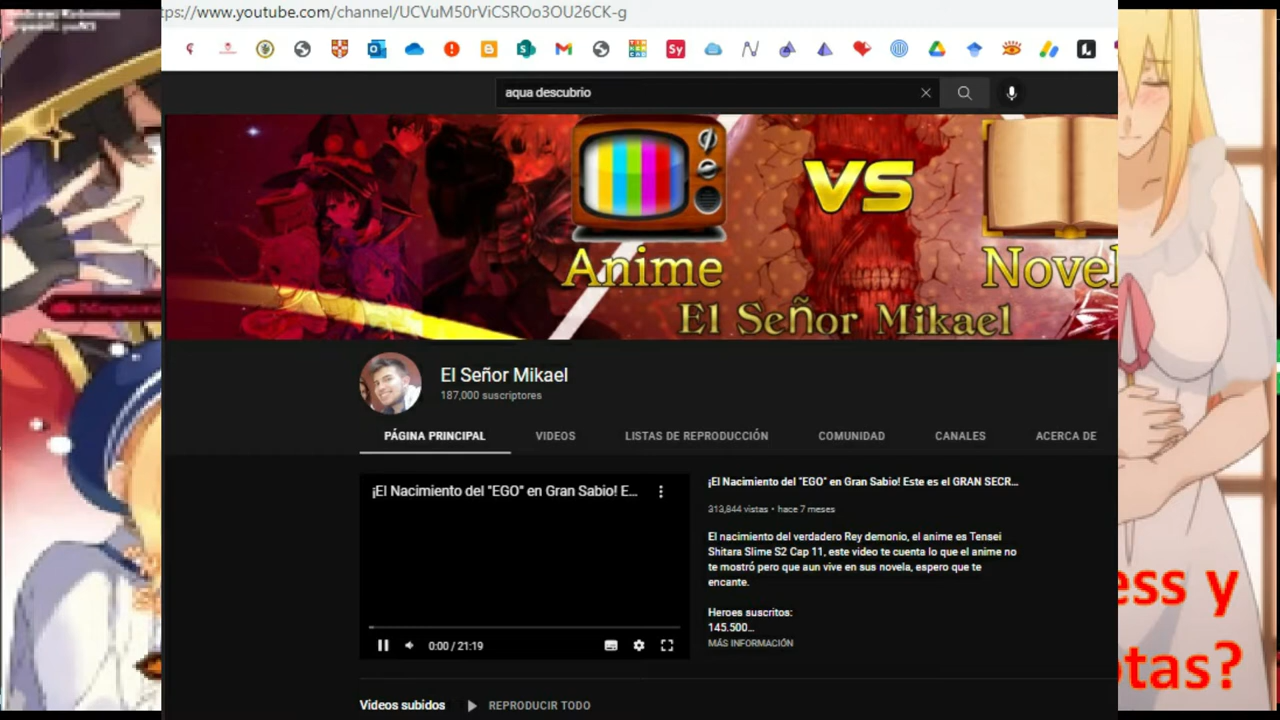 tps://www.youtube.com/channel/UCVuM50rViCSROo3OU26CK-g
Sy
aqua descubrio
VS
Anime
Novel
El Señor Mikael
El Señor Mikael
187,000 suscriptores
PÁGINA PRINCIPAL
VIDEOS
LISTAS DE REPRODUCCIÓN
COMUNIDAD
CANALES
ACERCA DE
¡El Nacimiento del "EGO" en Gran Sabio! E...
0:00 / 21:19
¡El Nacimiento del "EGO" en Gran Sabio! Este es el GRAN SECR...
313,844 vistas • hace 7 meses
El nacimiento del verdadero Rey demonio, el anime es Tensei
Shitara Slime S2 Cap 11, este video te cuenta lo que el anime no
te mostró pero que aun vive en sus novela, espero que te
encante.
Heroes suscritos:
145.500...
MÁS INFORMACIÓN
Videos subidos
REPRODUCIR TODO
ess y
otas?